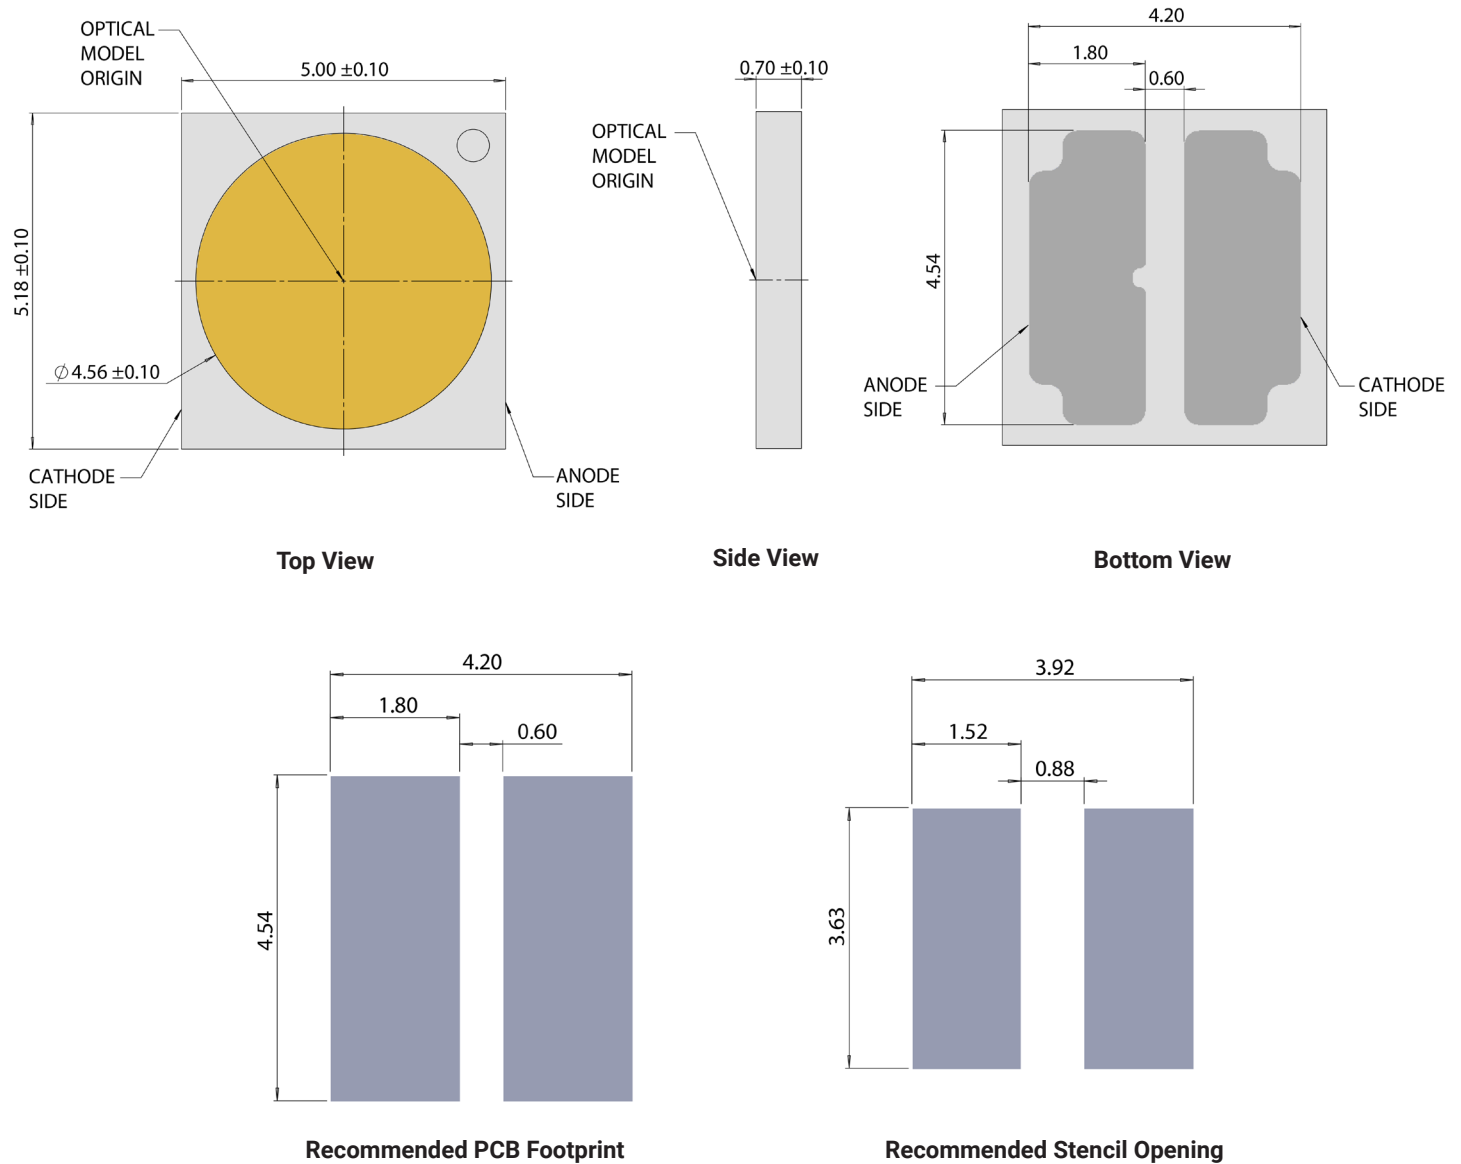 OPTICAL
MODEL
ORIGIN
5.00 ±0.10
5.18 ±0.10
⌀ 4.56 ±0.10
CATHODE
SIDE
ANODE
SIDE
Top View
0.70 ±0.10
OPTICAL
MODEL
ORIGIN
Side View
4.20
1.80
0.60
4.54
ANODE
SIDE
CATHODE
SIDE
Bottom View
4.20
1.80
0.60
4.54
Recommended PCB Footprint
3.92
1.52
0.88
3.63
Recommended Stencil Opening